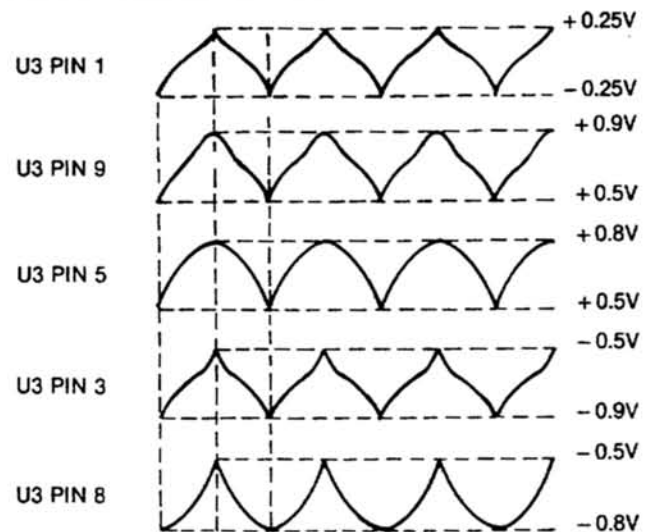 + 0.25V
U3 PIN 1
− 0.25V
+ 0.9V
U3 PIN 9
+ 0.5V
+ 0.8V
U3 PIN 5
+ 0.5V
− 0.5V
U3 PIN 3
− 0.9V
− 0.5V
U3 PIN 8
− 0.8V